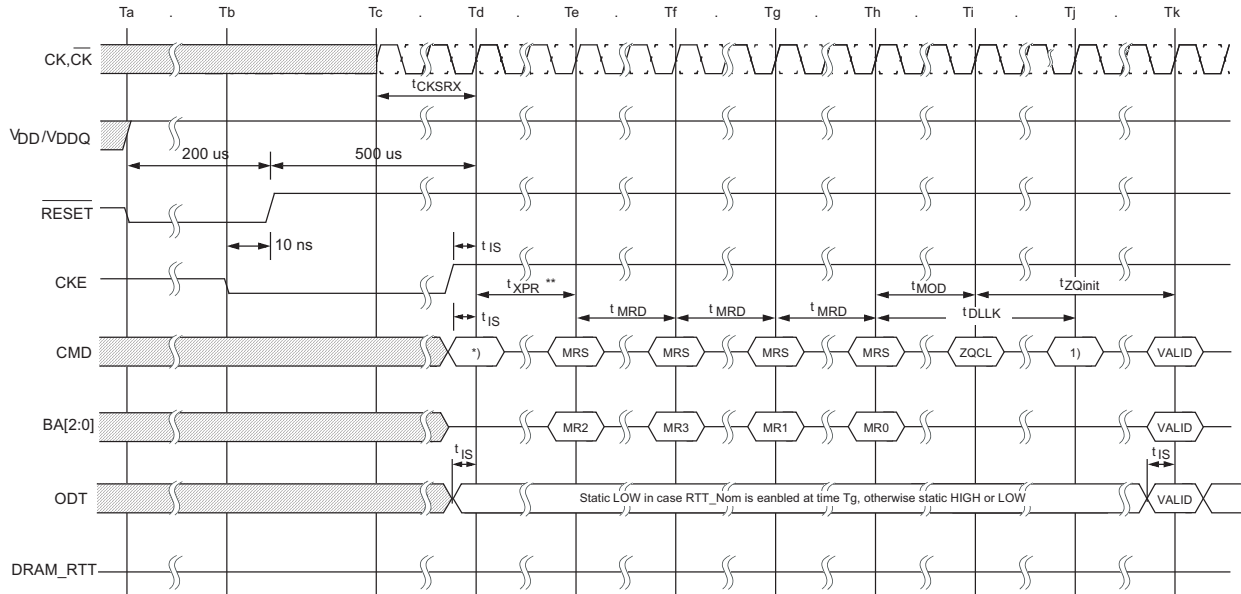 Ta . Tb . Tc . Td . Te . Tf . Tg . Th . Ti . Tj . Tk
CK,CK
tCKSRX
VDD/VDDQ
200 us 500 us
RESET
10 ns tIS
CKE
tXPR ** tMOD tZQinit
tIS tMRD tMRD tMRD tDLLK
CMD *) MRS MRS MRS MRS ZQCL 1) VALID
BA[2:0] MR2 MR3 MR1 MR0 VALID
tIS tIS
ODT Static LOW in case RTT_Nom is eanbled at time Tg, otherwise static HIGH or LOW VALID
DRAM_RTT